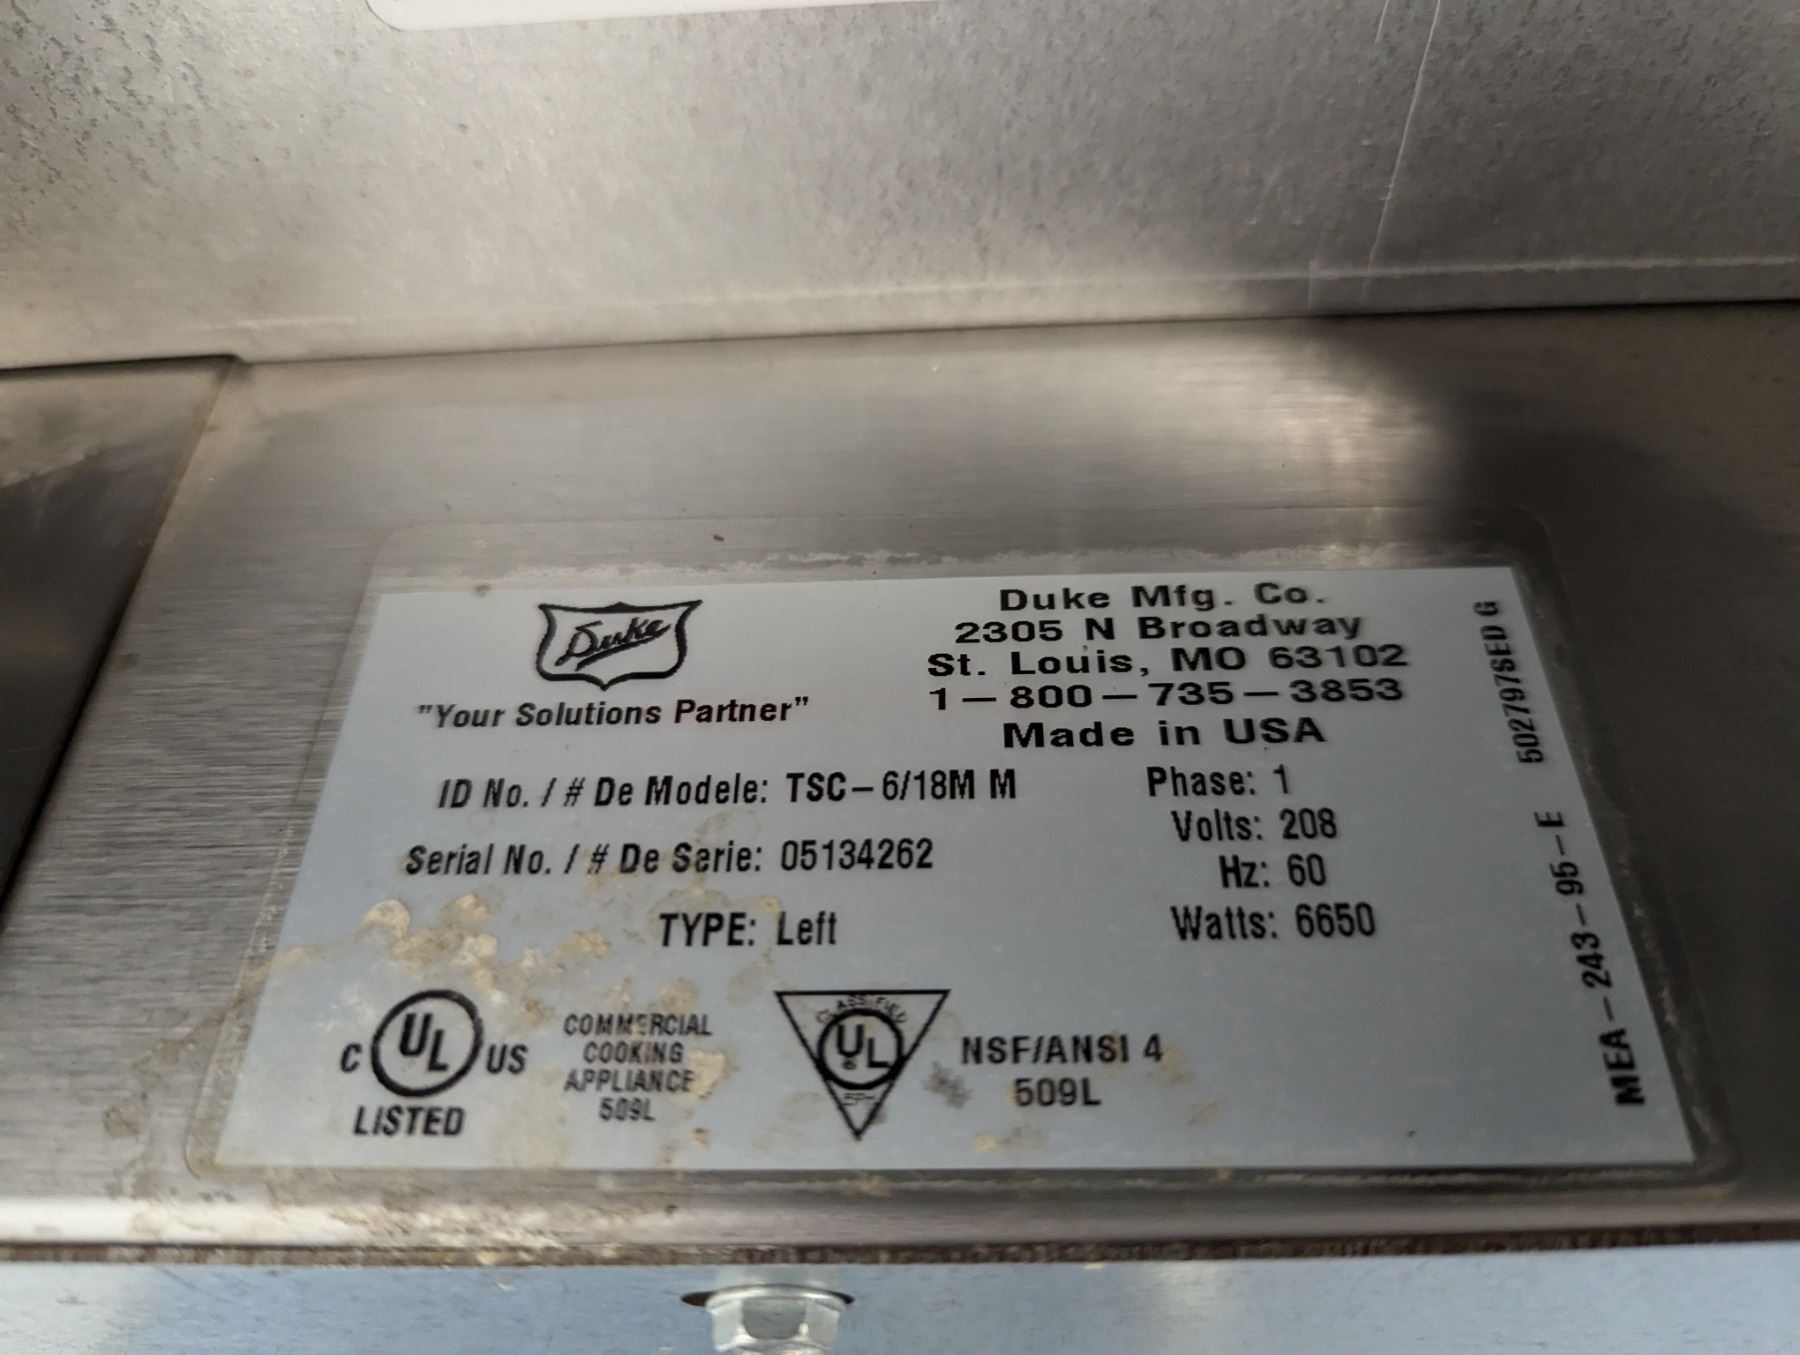 Duke
"Your Solutions Partner"
Duke Mfg. Co.
2305 N Broadway
St. Louis, MO 63102
1-800-735-3853
Made in USA
ID No. / # De Modele: TSC-6/18M M
Serial No. / # De Serie: 05134262
TYPE: Left
Phase: 1
Volts: 208
Hz: 60
Watts: 6650
C UL US
LISTED
COMMERCIAL
COOKING
APPLIANCE
509L
CLASSIFIED
UL
EPH
NSF/ANSI 4
509L
502797SED G
MEA-243-95-E